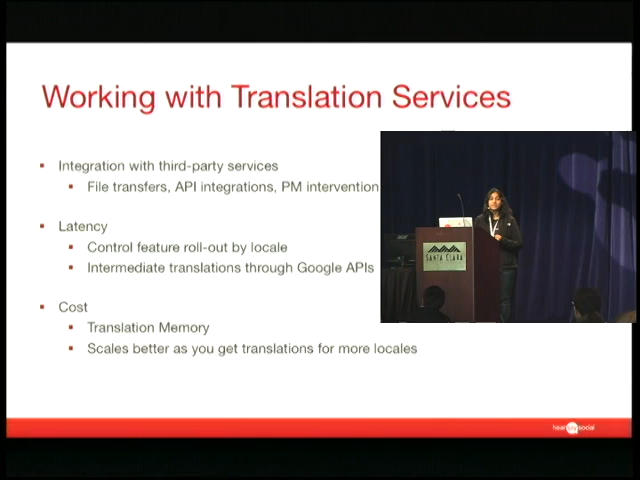 Working with Translation Services
▪ Integration with third-party services
▪ File transfers, API integrations, PM intervention
▪ Latency
▪ Control feature roll-out by locale
▪ Intermediate translations through Google APIs
▪ Cost
▪ Translation Memory
▪ Scales better as you get translations for more locales
SANTA CLARA
hearsay social